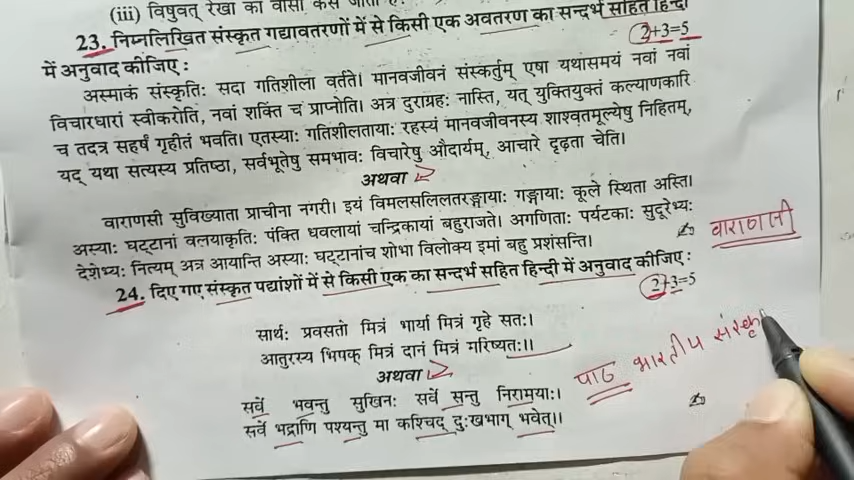 (iii) विषुवत् रेखा का वासी कैसे जीता है?
23. निम्नलिखित संस्कृत गद्यावतरणों में से किसी एक अवतरण का सन्दर्भ सहित हिन्दी
में अनुवाद कीजिए : 2+3=5
अस्माकं संस्कृतिः सदा गतिशीला वर्तते। मानवजीवनं संस्कर्तुम् एषा यथासमयं नवां नवां
विचारधारां स्वीकरोति, नवां शक्तिं च प्राप्नोति। अत्र दुराग्रहः नास्ति, यत् युक्तियुक्तं कल्याणकारि
च तदत्र सहर्षं गृहीतं भवति। एतस्याः गतिशीलतायाः रहस्यं मानवजीवनस्य शाश्वतमूल्येषु निहितम्,
यद् यथा सत्यस्य प्रतिष्ठा, सर्वभूतेषु समभावः विचारेषु औदार्यम्, आचारे दृढ़ता चेति।
अथवा
वाराणसी सुविख्याता प्राचीना नगरी। इयं विमलसलिलतरङ्गायाः गङ्गायाः कूले स्थिता अस्ति।
अस्याः घट्टानां वलयाकृतिः पंक्ति धवलायां चन्द्रिकायां बहुराजते। अगणिताः पर्यटकाः सुदूरेभ्यः
देशेभ्यः नित्यम् अत्र आयान्ति अस्याः घट्टानांच शोभा विलोक्य इमां बहु प्रशंसन्ति।
वाराणसी
24. दिए गए संस्कृत पद्यांशों में से किसी एक का सन्दर्भ सहित हिन्दी में अनुवाद कीजिए :
2+3=5
सार्थः प्रवसतो मित्रं भार्या मित्रं गृहे सतः।
आतुरस्य भिषक् मित्रं दानं मित्रं मरिष्यतः।।
अथवा
पाठ भारतीय
सर्वे भवन्तु सुखिनः सर्वे सन्तु निरामयाः।
सर्वे भद्राणि पश्यन्तु मा कश्चिद् दुःखभाग् भवेत्।।